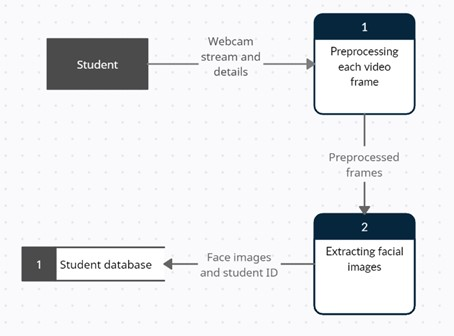 1
Student
Webcam
stream and
details
Preprocessing
each video
frame
Preprocessed
frames
2
1
Student database
Face images
and student ID
Extracting facial
images